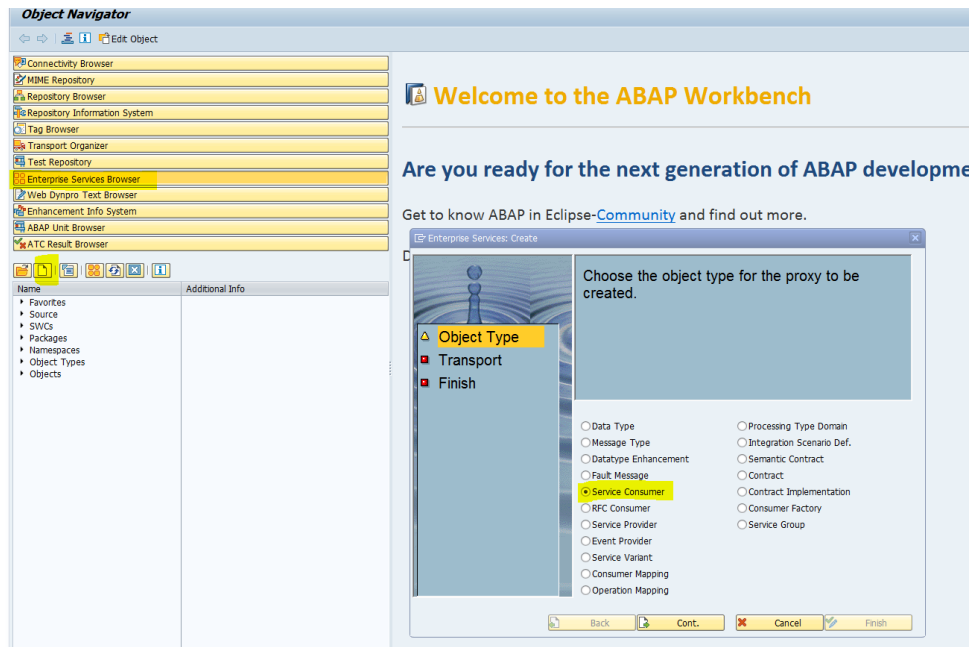 Object Navigator
Edit Object
Connectivity Browser
MIME Repository
Repository Browser
Repository Information System
Tag Browser
Transport Organizer
Test Repository
Enterprise Services Browser
Web Dynpro Text Browser
Enhancement Info System
ABAP Unit Browser
ATC Result Browser
Name Additional Info
Favorites
Source
SWCs
Packages
Namespaces
Object Types
Objects
Welcome to the ABAP Workbench
Are you ready for the next generation of ABAP developme
Get to know ABAP in Eclipse-Community and find out more.
D
Enterprise Services: Create
Choose the object type for the proxy to be
created.
Object Type
Transport
Finish
Data Type
Message Type
Datatype Enhancement
Fault Message
Service Consumer
RFC Consumer
Service Provider
Event Provider
Service Variant
Consumer Mapping
Operation Mapping
Processing Type Domain
Integration Scenario Def.
Semantic Contract
Contract
Contract Implementation
Consumer Factory
Service Group
Back Cont. Cancel Finish